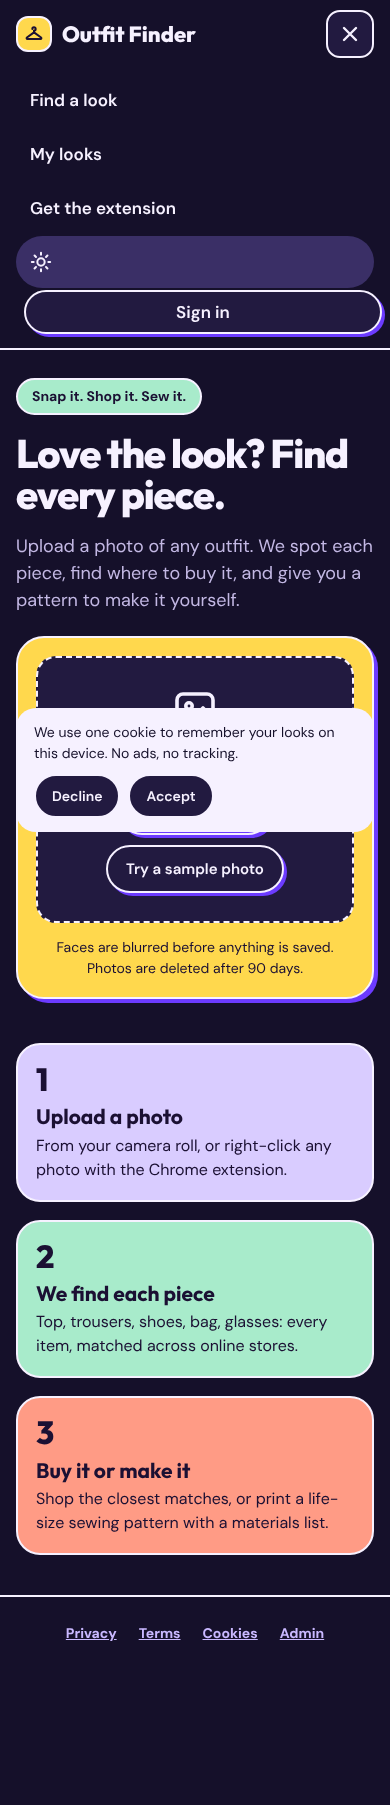 Outfit Finder
Find a look
My looks
Get the extension
Sign in
Snap it. Shop it. Sew it.
Love the look? Find
every piece.
Upload a photo of any outfit. We spot each
piece, find where to buy it, and give you a
pattern to make it yourself.
We use one cookie to remember your looks on
this device. No ads, no tracking.
Decline
Accept
Try a sample photo
Faces are blurred before anything is saved.
Photos are deleted after 90 days.
1
Upload a photo
From your camera roll, or right-click any
photo with the Chrome extension.
2
We find each piece
Top, trousers, shoes, bag, glasses: every
item, matched across online stores.
3
Buy it or make it
Shop the closest matches, or print a life-
size sewing pattern with a materials list.
Privacy Terms Cookies Admin